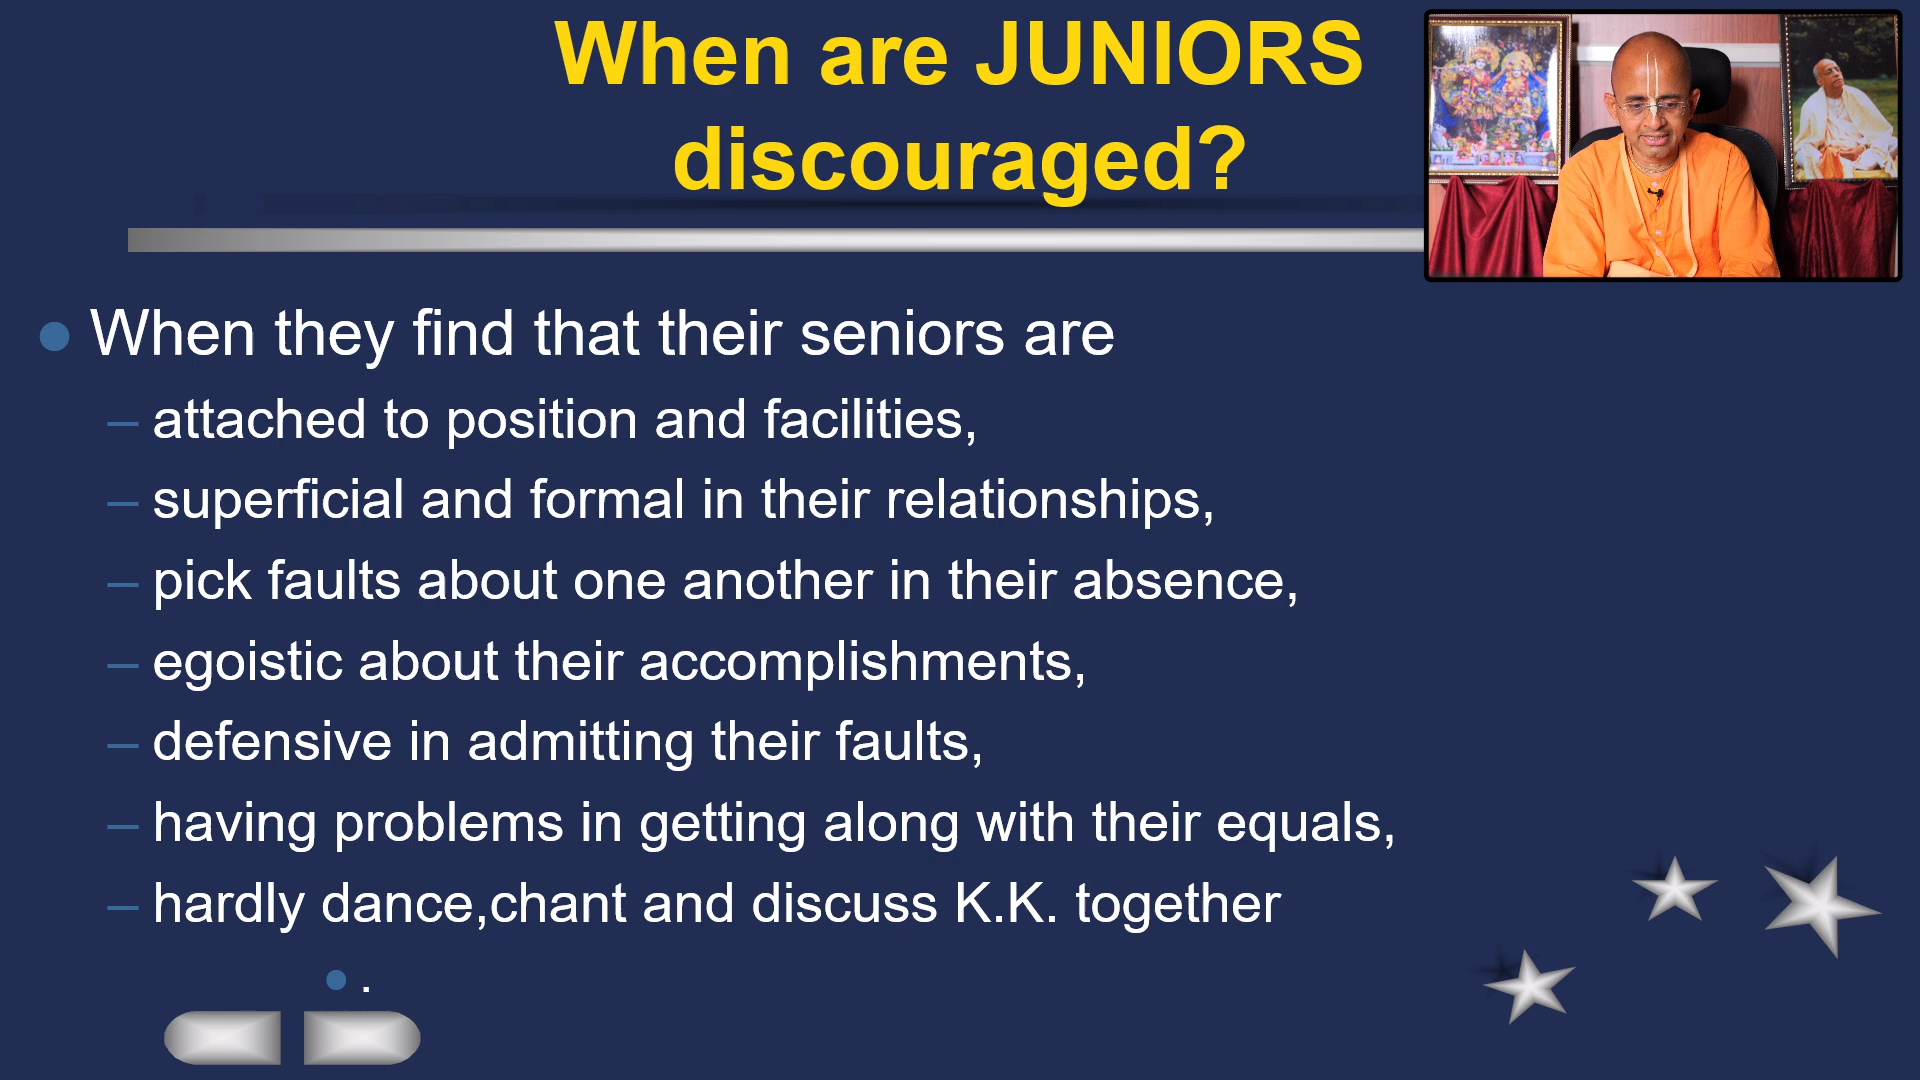 When are JUNIORS
discouraged?
● When they find that their seniors are
– attached to position and facilities,
– superficial and formal in their relationships,
– pick faults about one another in their absence,
– egoistic about their accomplishments,
– defensive in admitting their faults,
– having problems in getting along with their equals,
– hardly dance,chant and discuss K.K. together
● .